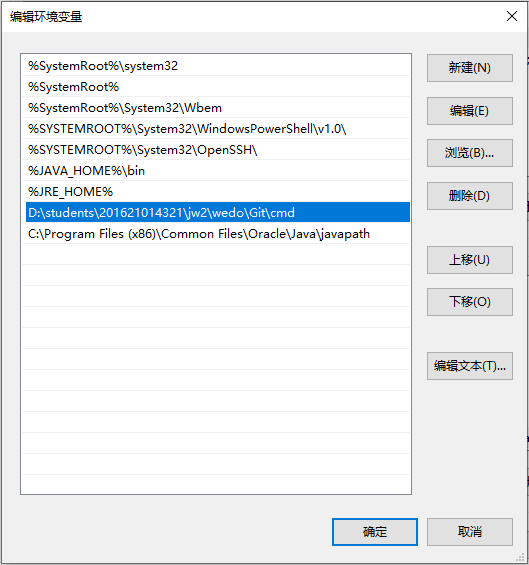 编辑环境变量
%SystemRoot%\system32
%SystemRoot%
%SystemRoot%\System32\Wbem
%SYSTEMROOT%\System32\WindowsPowerShell\v1.0\
%SYSTEMROOT%\System32\OpenSSH\
%JAVA_HOME%\bin
%JRE_HOME%
D:\students\201621014321\jw2\wedo\Git\cmd
C:\Program Files (x86)\Common Files\Oracle\Java\javapath
新建(N)
编辑(E)
浏览(B)...
删除(D)
上移(U)
下移(O)
编辑文本(T)...
确定
取消